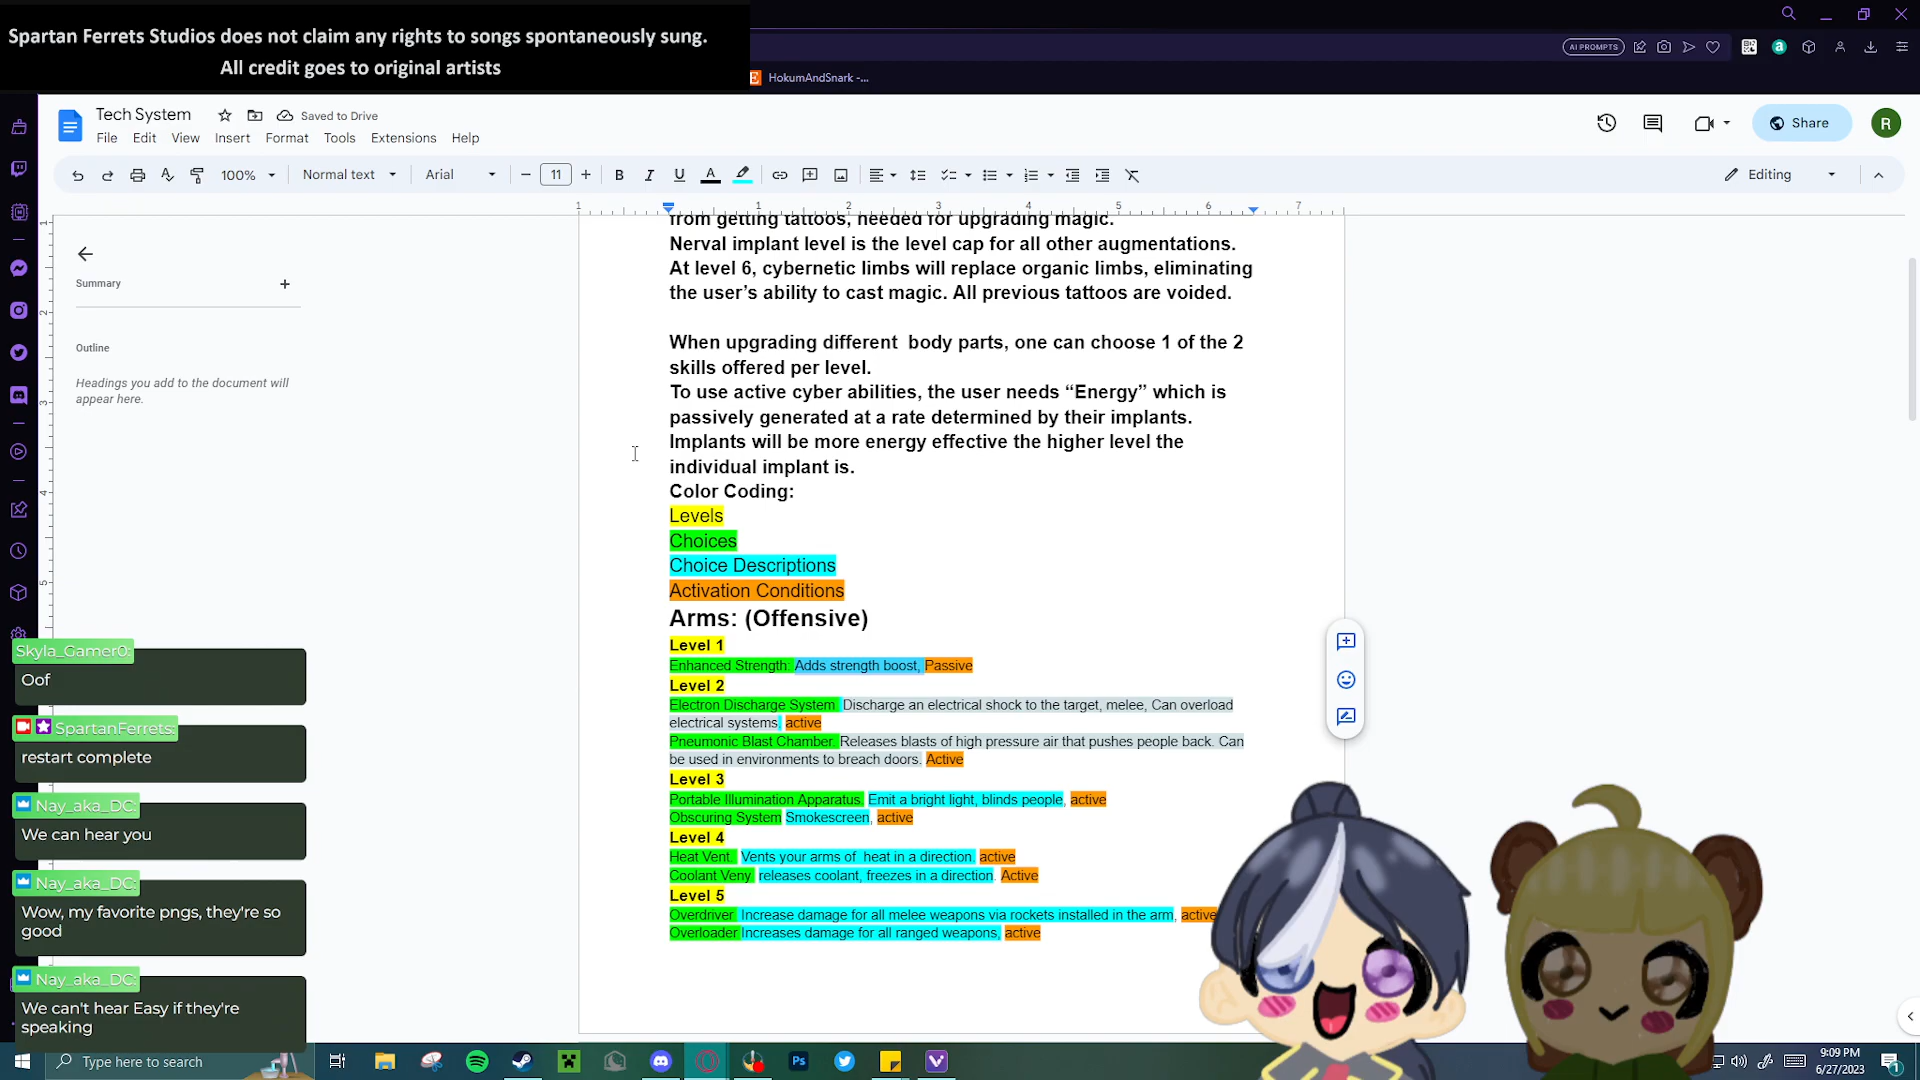 Spartan Ferrets Studios does not claim any rights to songs spontaneously sung.
All credit goes to original artists
AI PROMPTS
HokumAndSnark -...
Tech System
Saved to Drive
File Edit View Insert Format Tools Extensions Help
Share
R
100%
Normal text
Arial
11
Editing
1 1 2 3 4 5 6 7
Summary
Outline
Headings you add to the document will
appear here.
from getting tattoos, needed for upgrading magic.
Nerval implant level is the level cap for all other augmentations.
At level 6, cybernetic limbs will replace organic limbs, eliminating
the user's ability to cast magic. All previous tattoos are voided.
When upgrading different  body parts, one can choose 1 of the 2
skills offered per level.
To use active cyber abilities, the user needs “Energy” which is
passively generated at a rate determined by their implants.
Implants will be more energy effective the higher level the
individual implant is.
Color Coding:
Levels
Choices
Choice Descriptions
Activation Conditions
Arms: (Offensive)
Level 1
Enhanced Strength: Adds strength boost, Passive
Level 2
Electron Discharge System: Discharge an electrical shock to the target, melee, Can overload
electrical systems, active
Pneumonic Blast Chamber: Releases blasts of high pressure air that pushes people back. Can
be used in environments to breach doors. Active
Level 3
Portable Illumination Apparatus: Emit a bright light, blinds people, active
Obscuring System Smokescreen, active
Level 4
Heat Vent: Vents your arms of  heat in a direction. active
Coolant Veny: releases coolant, freezes in a direction. Active
Level 5
Overdriver: Increase damage for all melee weapons via rockets installed in the arm, active
Overloader Increases damage for all ranged weapons, active
Skyla_Gamer0:
Oof
SpartanFerrets:
restart complete
Nay_aka_DC:
We can hear you
Nay_aka_DC:
Wow, my favorite pngs, they're so
good
Nay_aka_DC:
We can't hear Easy if they're
speaking
Type here to search
Ps
9:09 PM
6/27/2023
1